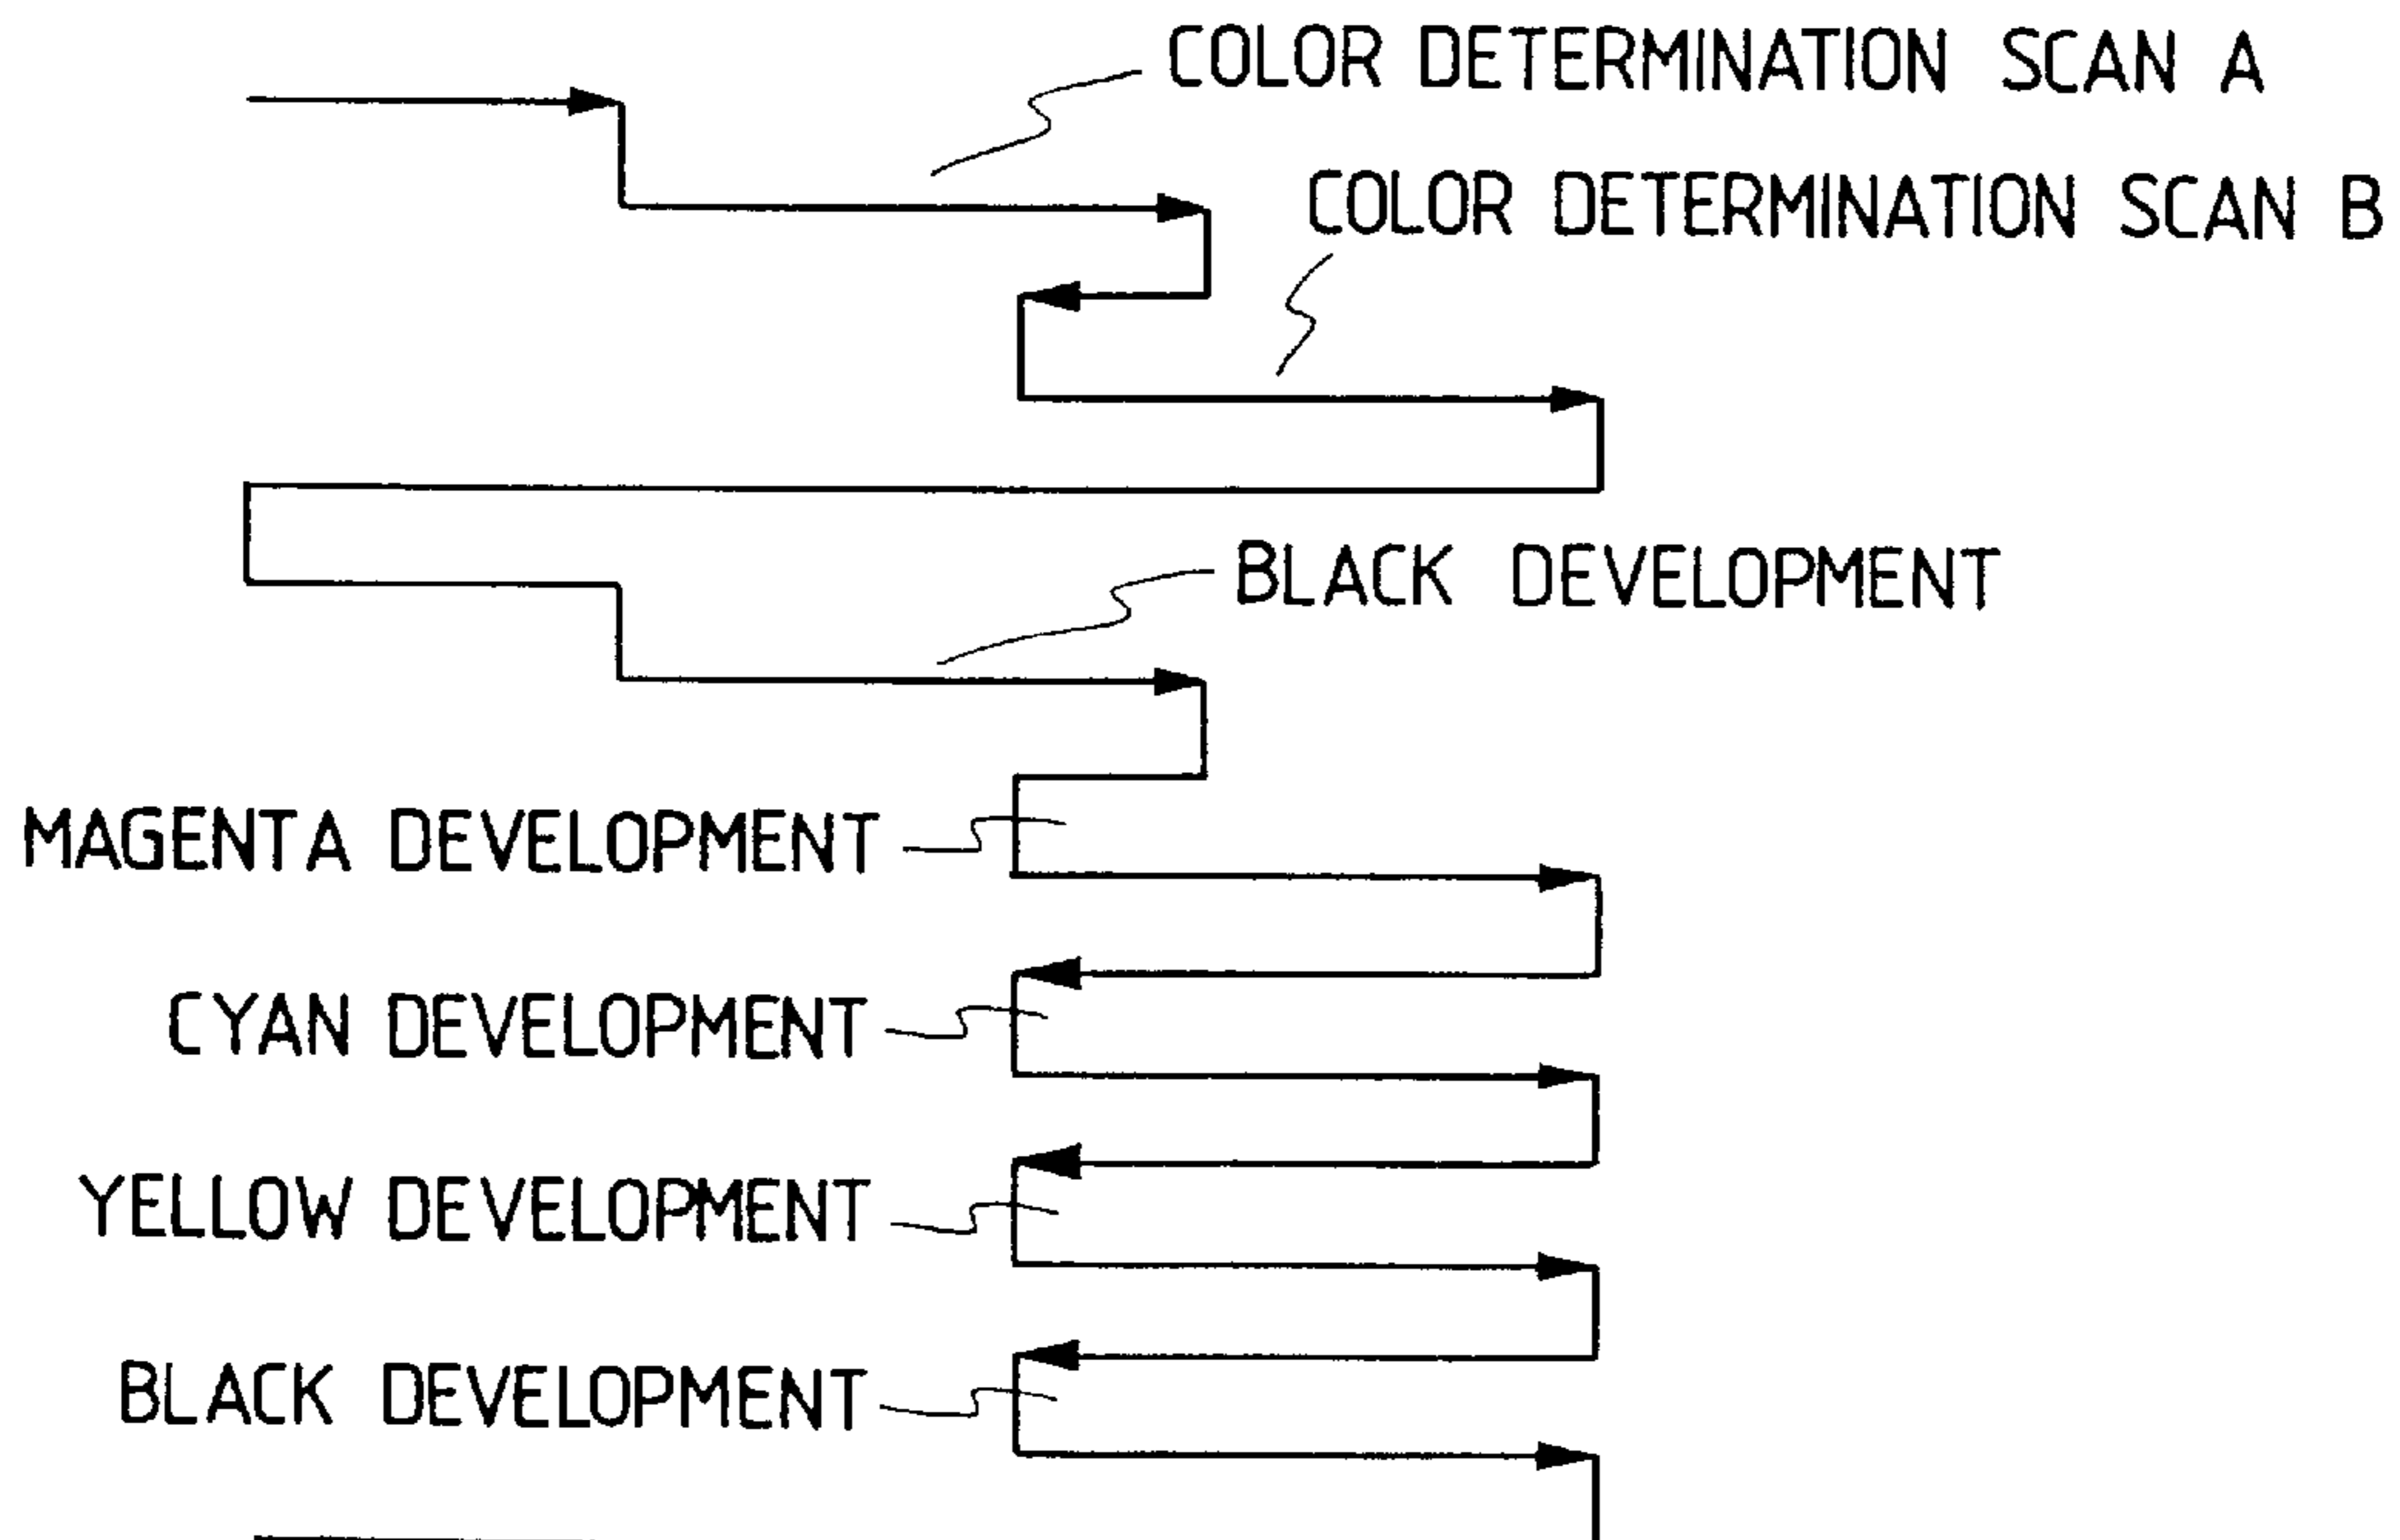 COLOR DETERMINATION SCAN A
COLOR DETERMINATION SCAN B
BLACK DEVELOPMENT
MAGENTA DEVELOPMENT
CYAN DEVELOPMENT
YELLOW DEVELOPMENT
BLACK DEVELOPMENT